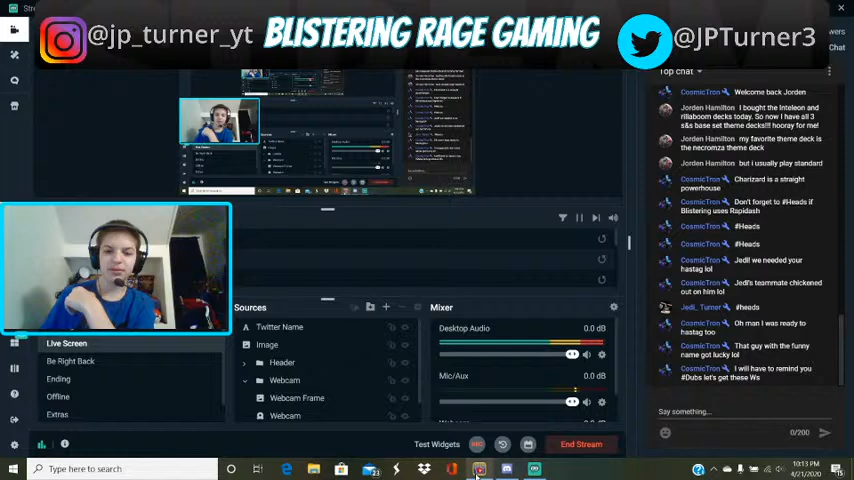 @jp_turner_yt
BLISTERING RAGE GAMING
@JPTurner3
Top chat
CosmicTron Welcome back Jorden
Jorden Hamilton I bought the Inteleon and
rillaboom decks today. So now I have all 3
s&s base set theme decks!!! hooray for me!
Jorden Hamilton my favorite theme deck is
the necromza theme deck
Jorden Hamilton but i usually play standard
CosmicTron Charizard is a straight
powerhouse
CosmicTron Don't forget to #Heads if
Blistering uses Rapidash
CosmicTron #Heads
CosmicTron #Heads
CosmicTron Jedi! we needed your
hastag lol
CosmicTron Jedi's teammate chickened
out on him lol
Jedi_Turner #heads
CosmicTron Oh man I was ready to
hastag too
CosmicTron That guy with the funny
name got lucky lol
CosmicTron I will have to remind you
#Dubs let's get these Ws
Say something...
0/200
Live Screen
Be Right Back
Ending
Offline
Extras
Sources
Twitter Name
Image
Header
Webcam
Webcam Frame
Webcam
Mixer
Desktop Audio
0.0 dB
Mic/Aux
0.0 dB
Test Widgets
REC
End Stream
Type here to search
23
10:13 PM
4/21/2020
15